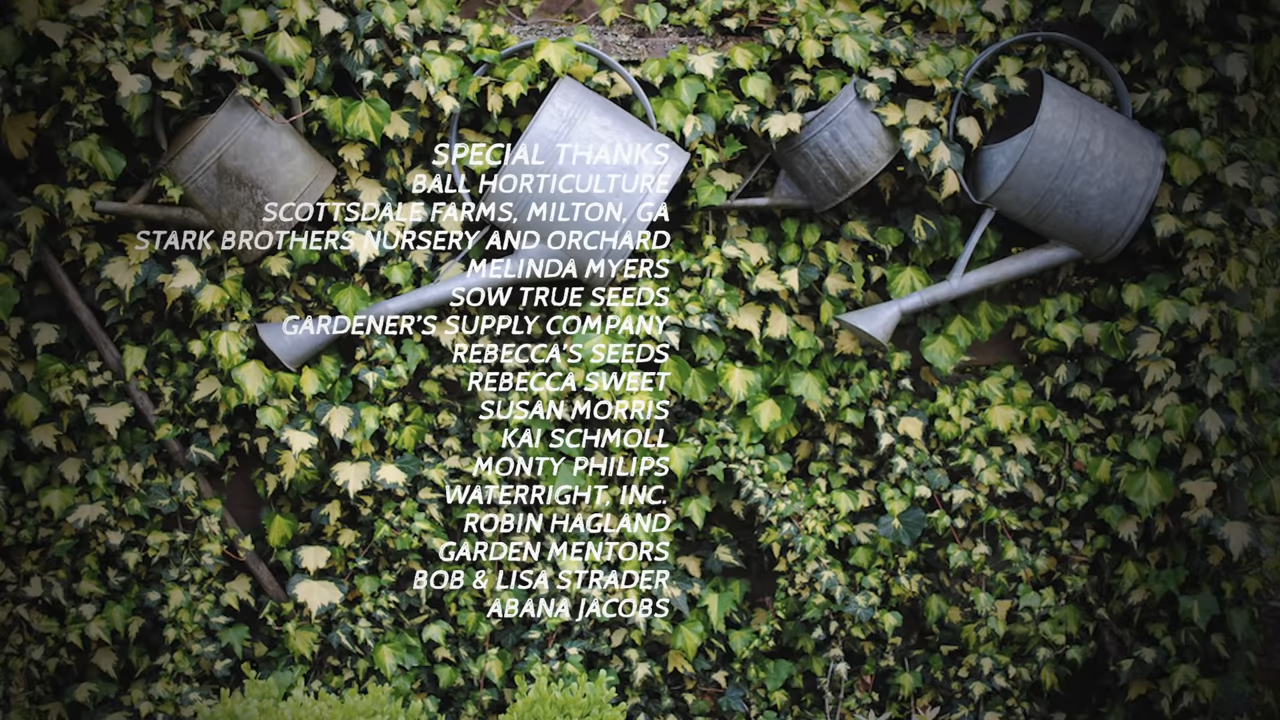 SPECIAL THANKS
BALL HORTICULTURE
SCOTTSDALE FARMS, MILTON, GA
STARK BROTHERS NURSERY AND ORCHARD
MELINDA MYERS
SOW TRUE SEEDS
GARDENER'S SUPPLY COMPANY
REBECCA'S SEEDS
REBECCA SWEET
SUSAN MORRIS
KAI SCHMOLL
MONTY PHILIPS
WATERRIGHT, INC.
ROBIN HAGLAND
GARDEN MENTORS
BOB & LISA STRADER
ABANA JACOBS